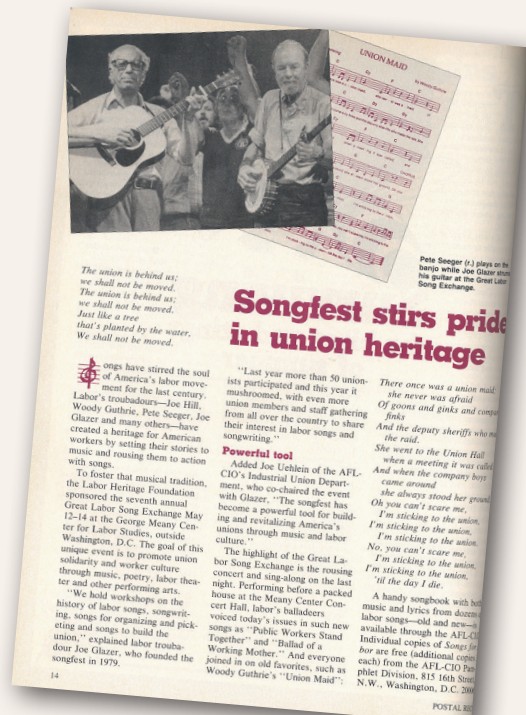 UNION MAID
by Woody Guthrie
Pete Seeger (r.) plays on the
banjo while Joe Glazer strums
his guitar at the Great Labor
Song Exchange.
The union is behind us;
we shall not be moved.
The union is behind us;
we shall not be moved.
Just like a tree
that's planted by the water,
We shall not be moved.
Songfest stirs pride
in union heritage
ongs have stirred the soul
of America's labor move-
ment for the last century.
Labor's troubadours—Joe Hill,
Woody Guthrie, Pete Seeger, Joe
Glazer and many others—have
created a heritage for American
workers by setting their stories to
music and rousing them to action
with songs.
To foster that musical tradition,
the Labor Heritage Foundation
sponsored the seventh annual
Great Labor Song Exchange May
12–14 at the George Meany Cen-
ter for Labor Studies, outside
Washington, D.C. The goal of this
unique event is to promote union
solidarity and worker culture
through music, poetry, labor thea-
ter and other performing arts.
"We hold workshops on the
history of labor songs, songwrit-
ing, songs for organizing and pick-
eting and songs to build the
union," explained labor trouba-
dour Joe Glazer, who founded the
songfest in 1979.
"Last year more than 50 union-
ists participated and this year it
mushroomed, with even more
union members and staff gathering
from all over the country to share
their interest in labor songs and
songwriting."
Powerful tool
Added Joe Uehlein of the AFL-
CIO's Industrial Union Depart-
ment, who co-chaired the event
with Glazer, "The songfest has
become a powerful tool for build-
ing and revitalizing America's
unions through music and labor
culture."
The highlight of the Great La-
bor Song Exchange is the rousing
concert and sing-along on the last
night. Performing before a packed
house at the Meany Center Con-
cert Hall, labor's balladeers
voiced today's issues in such new
songs as "Public Workers Stand
Together" and "Ballad of a
Working Mother." And everyone
joined in on old favorites, such as
Woody Guthrie's "Union Maid":
There once was a union maid;
she never was afraid
Of goons and ginks and company
finks
And the deputy sheriffs who
the raid.
She went to the Union Hall
when a meeting it was called
And when the company boys
came around
she always stood her ground
Oh you can't scare me,
I'm sticking to the union,
I'm sticking to the union,
I'm sticking to the union.
No, you can't scare me,
I'm sticking to the union,
I'm sticking to the union,
'til the day I die.
A handy songbook with both
music and lyrics from dozens
labor songs—old and new—is
available through the AFL-CIO
Individual copies of Songs
bor are free (additional copies
each) from the AFL-CIO Pam-
phlet Division, 815 16th Street
N.W., Washington, D.C.
14
POSTAL